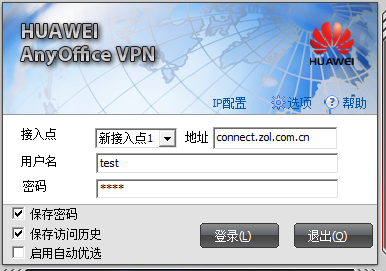 HUAWEI
AnyOffice VPN
HUAWEI
IP配置 选项 帮助
接入点 新接入点1 地址 connect.zol.com.cn
用户名 test
密码 ****
保存密码
保存访问历史
启用自动优选
登录(L) 退出(O)